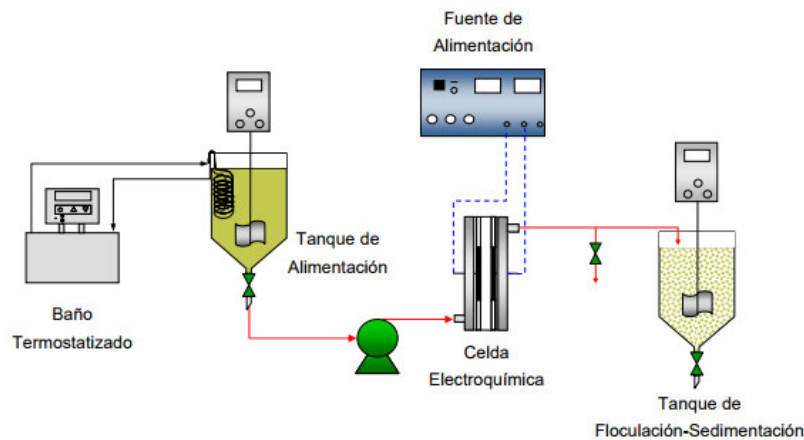 Fuente de
Alimentación
Tanque de
Alimentación
Baño
Termostatizado
Celda
Electroquímica
Tanque de
Floculación-Sedimentación